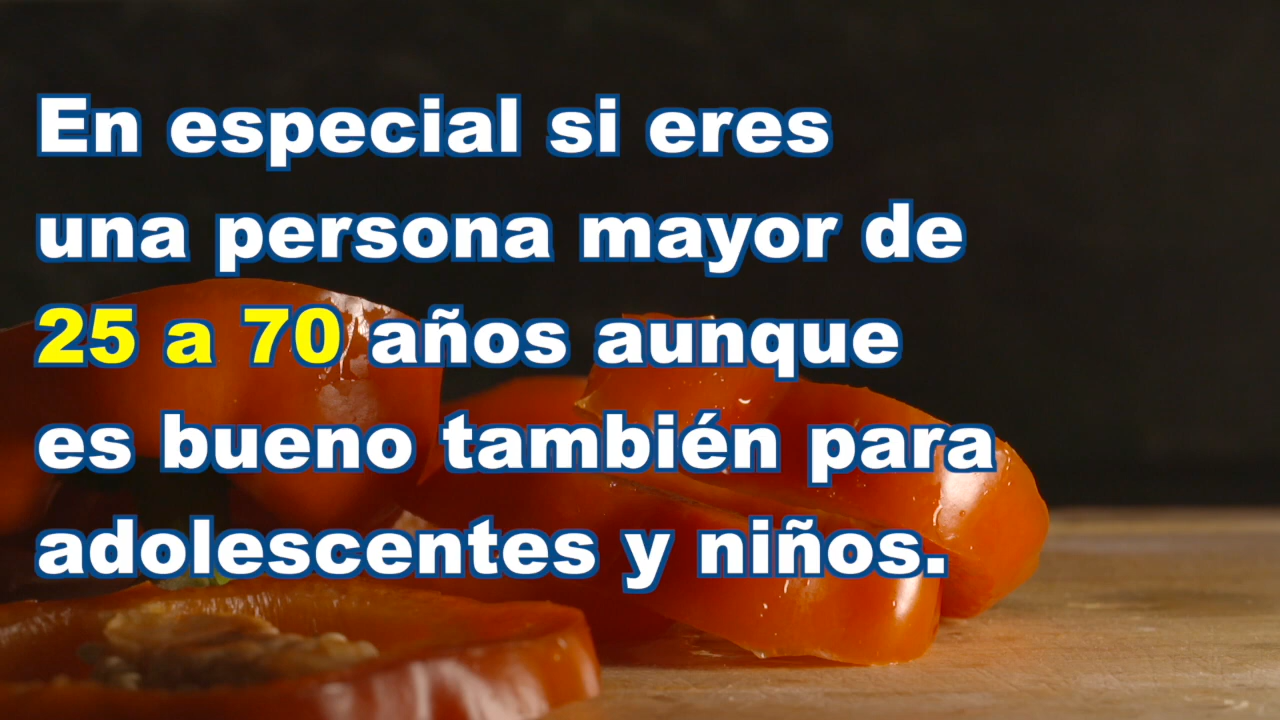 En especial si eres
una persona mayor de
25 a 70 años aunque
es bueno también para
adolescentes y niños.